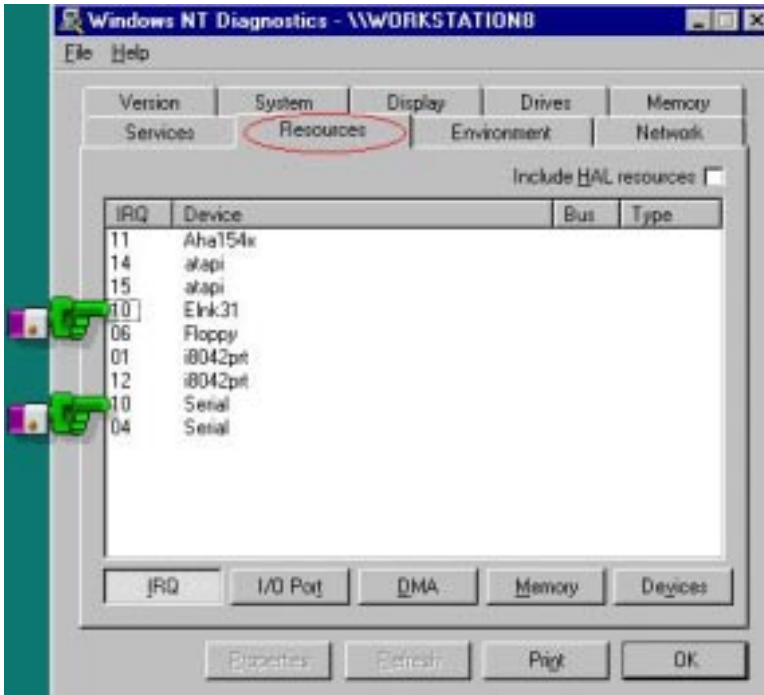 Windows NT Diagnostics - \\WORKSTATION8
File Help
Version System Display Drives Memory
Services Resources Environment Network
Include HAL resources
IRQ Device Bus Type
11 Aha154x
14 atapi
15 atapi
10 Elnk31
06 Floppy
01 i8042prt
12 i8042prt
10 Serial
04 Serial
IRQ I/O Port DMA Memory Devices
Properties Refresh Print OK